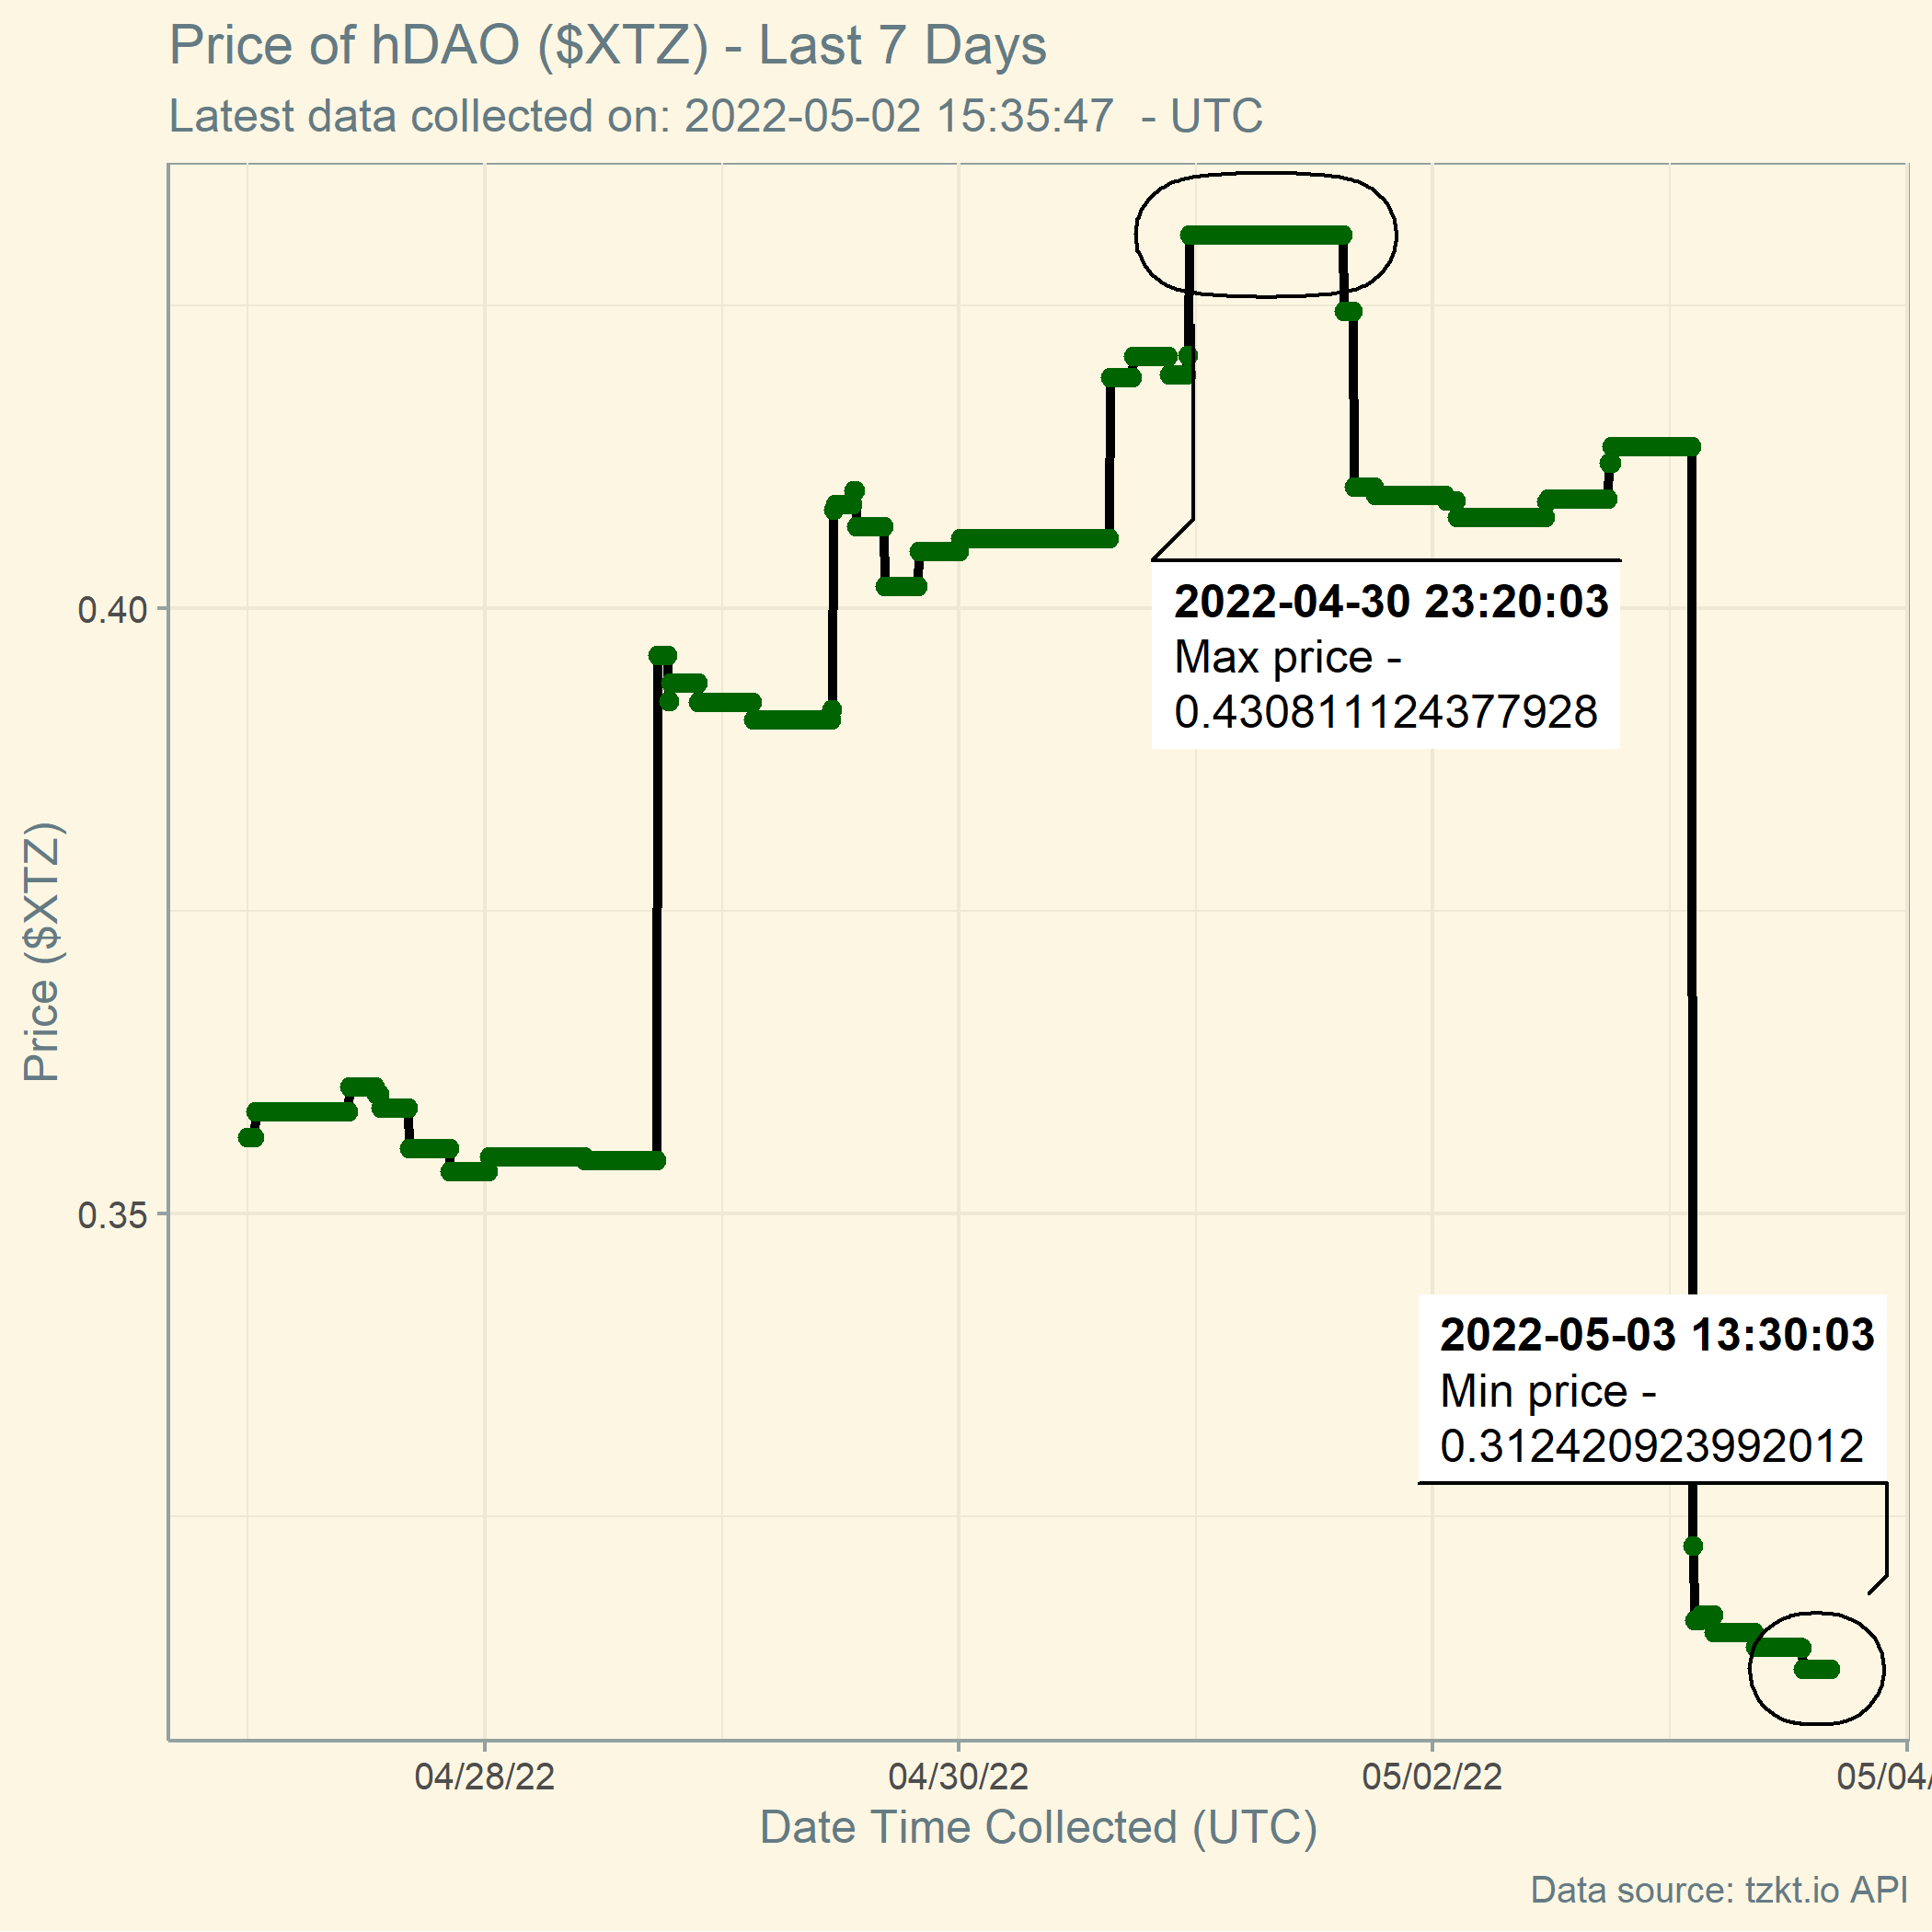 Price of hDAO ($XTZ) - Last 7 Days
Latest data collected on: 2022-05-02 15:35:47  - UTC
Price ($XTZ)
0.40
0.35
2022-04-30 23:20:03
Max price -
0.430811124377928
2022-05-03 13:30:03
Min price -
0.312420923992012
04/28/22
04/30/22
05/02/22
05/04/
Date Time Collected (UTC)
Data source: tzkt.io API